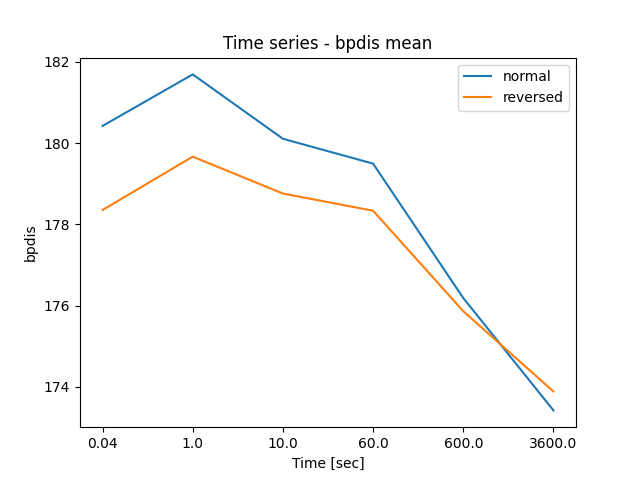 Time series - bpdis mean
normal
reversed
bpdis
182
180
178
176
174
0.04 1.0 10.0 60.0 600.0 3600.0
Time [sec]